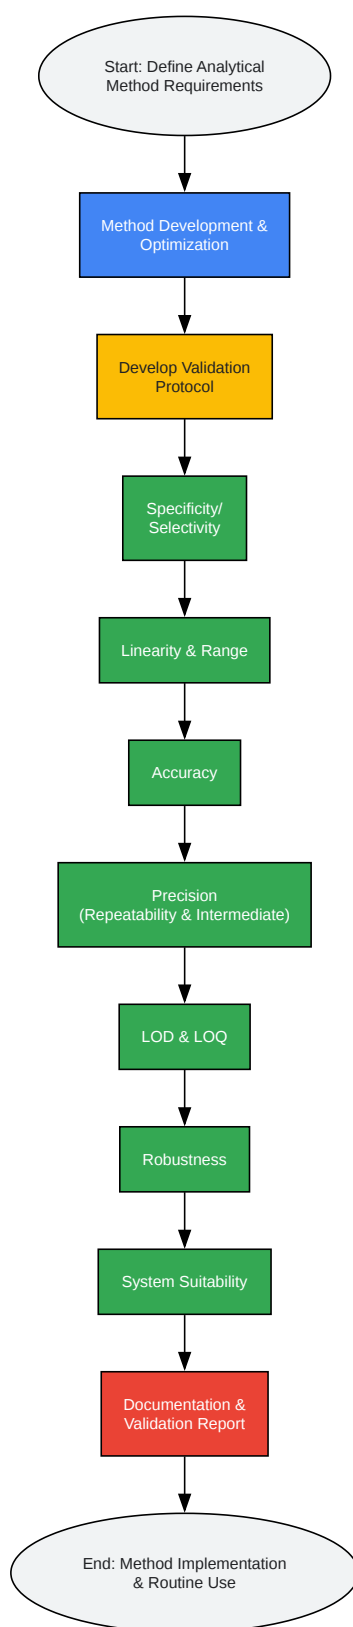 Start: Define Analytical
Method Requirements
Method Development &
Optimization
Develop Validation
Protocol
Specificity/
Selectivity
Linearity & Range
Accuracy
Precision
(Repeatability & Intermediate)
LOD & LOQ
Robustness
System Suitability
Documentation &
Validation Report
End: Method Implementation
& Routine Use